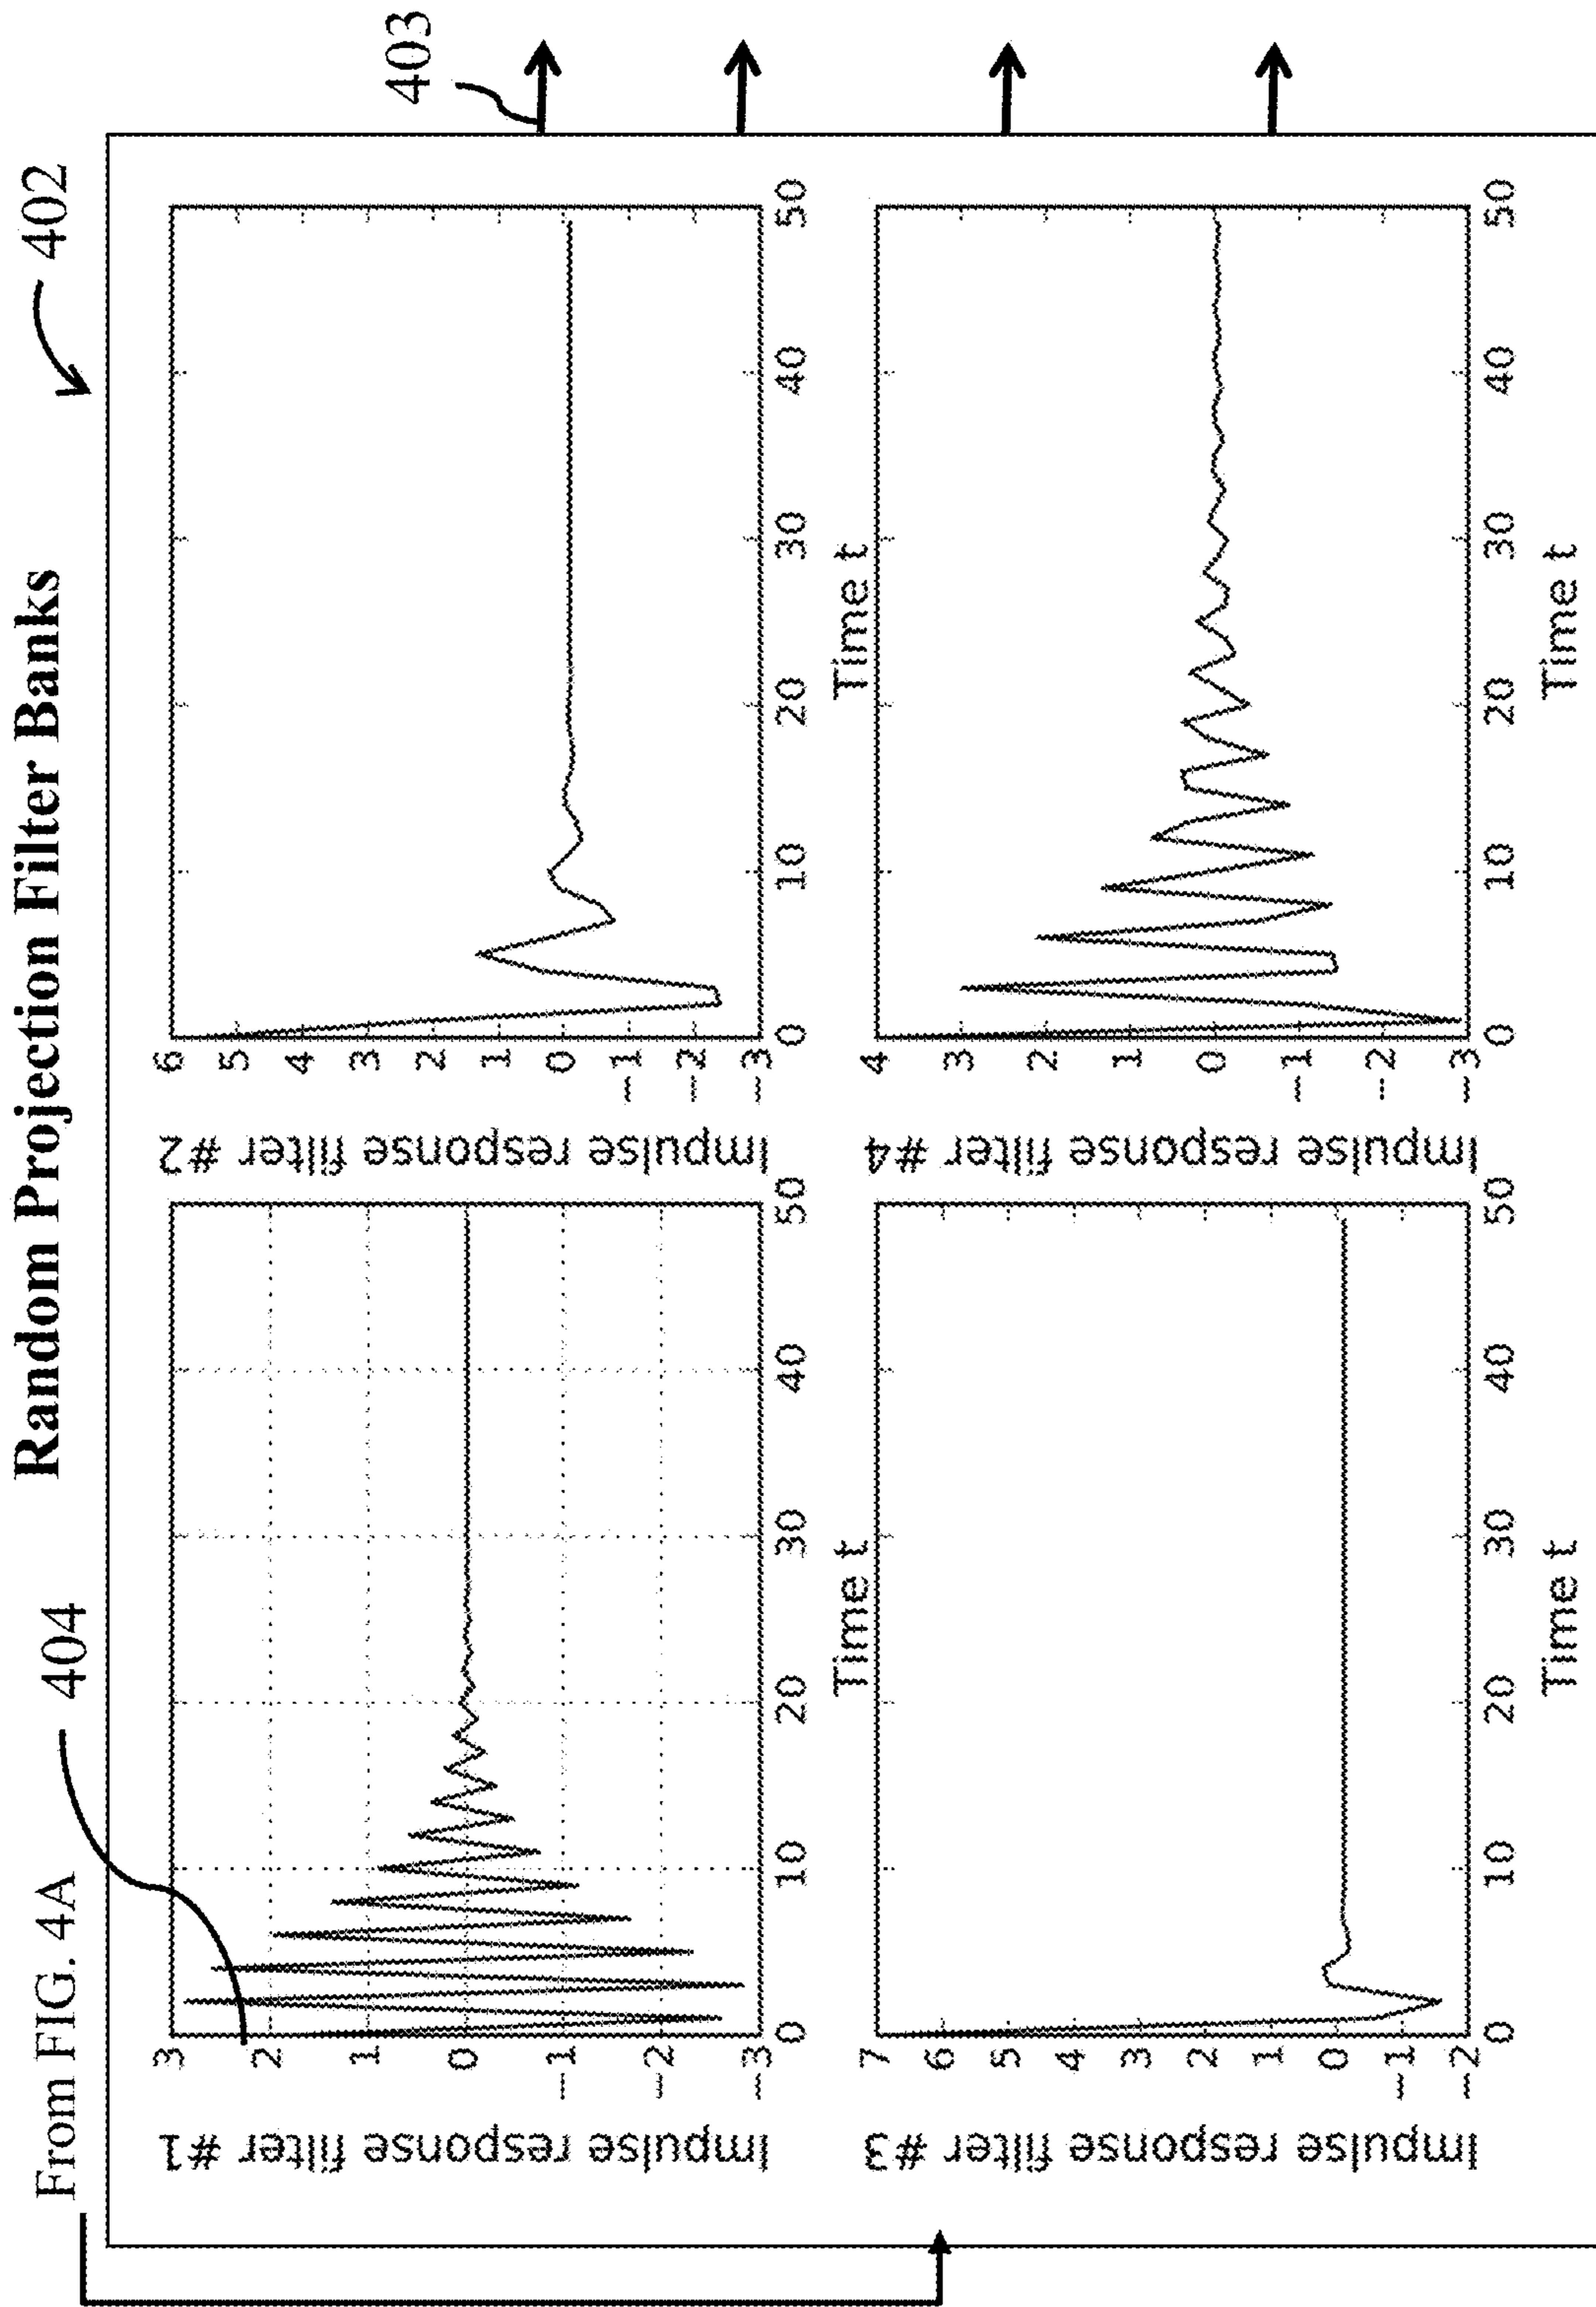 Random Projection Filter Banks
402
From FIG. 4A
404
403
Impulse response filter #1
3
2
1
0
−1
−2
−3
0 10 20 30 40 50
Time t
Impulse response filter #2
6
5
4
3
2
1
0
−1
−2
−3
0 10 20 30 40 50
Time t
Impulse response filter #3
7
6
5
4
3
2
1
0
−1
−2
0 10 20 30 40 50
Time t
Impulse response filter #4
4
3
2
1
0
−1
−2
−3
0 10 20 30 40 50
Time t